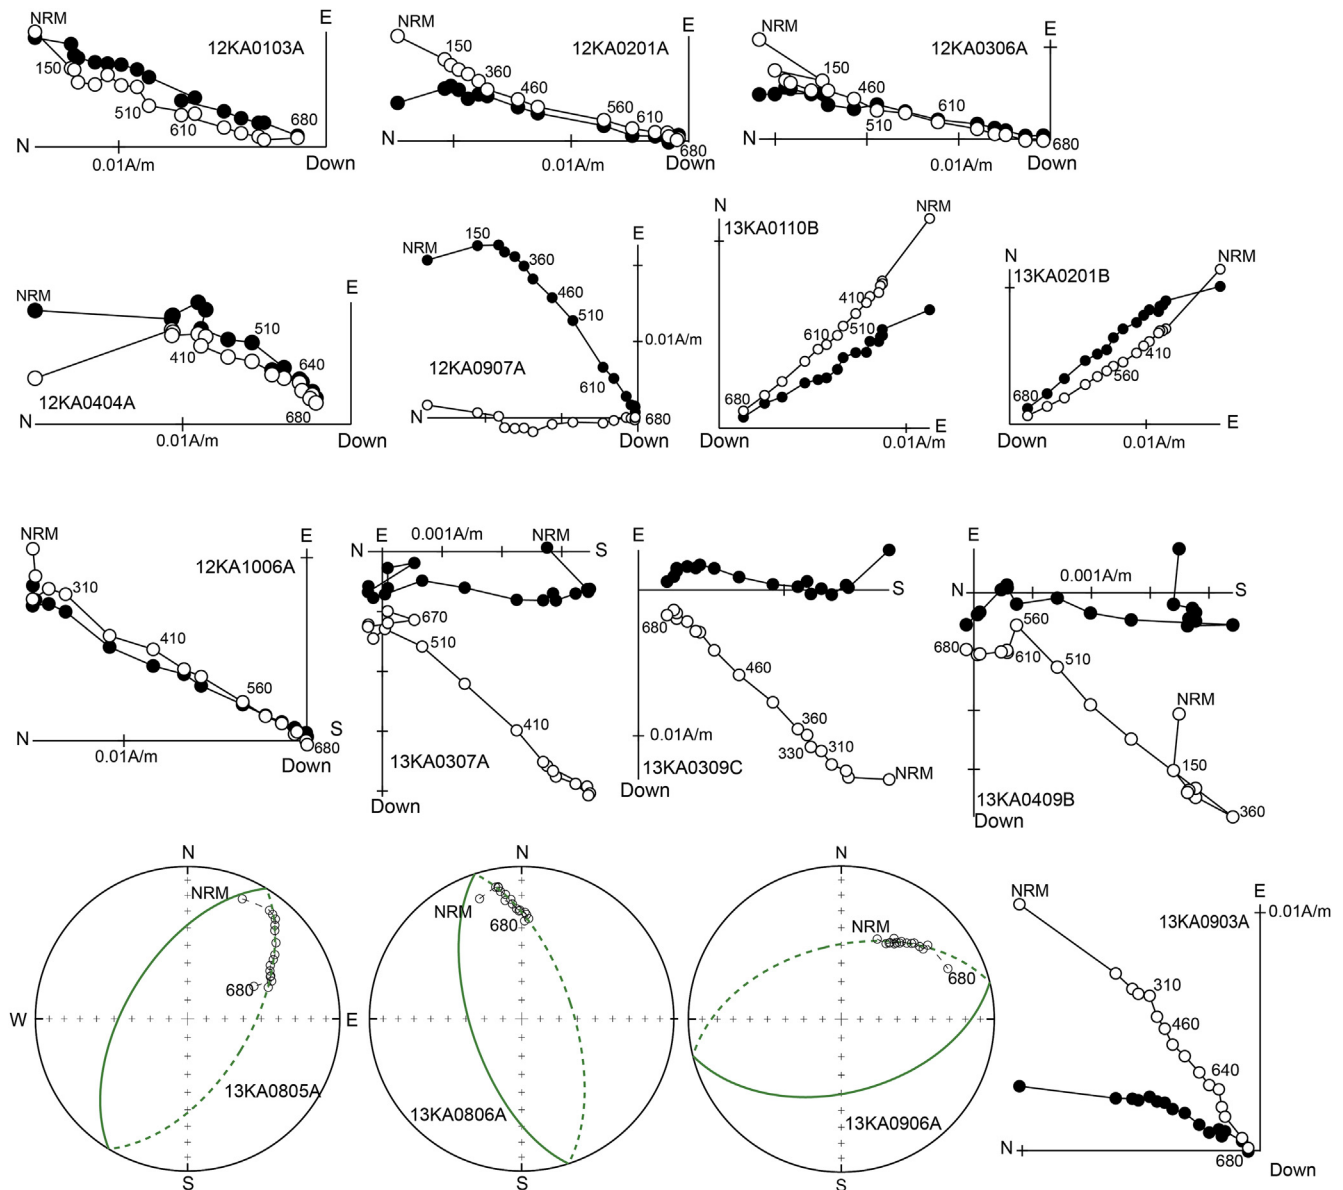 NRM
E
12KA0103A
150
510
610
680
N
0.01A/m
Down
NRM
E
12KA0201A
150
360
460
560
610
680
N
0.01A/m
Down
NRM
E
12KA0306A
150
460
510
610
680
N
0.01A/m
Down
NRM
E
510
410
640
680
12KA0404A
N
0.01A/m
Down
NRM
150
E
360
460
510
0.01A/m
12KA0907A
610
N
680
Down
N
NRM
13KA0110B
410
610
510
680
Down
0.01A/m
E
N
NRM
13KA0201B
410
560
680
Down
0.01A/m
E
NRM
E
12KA1006A
310
410
560
S
N
680
0.01A/m
Down
E
0.001A/m
NRM
N
S
670
510
410
13KA0307A
Down
E
S
680
460
360
0.01A/m
330
310
13KA0309C
NRM
Down
E
0.001A/m
N
S
560
680
610
510
NRM
150
13KA0409B
360
Down
N
NRM
680
W
E
13KA0805A
S
N
NRM
680
13KA0806A
S
N
NRM
680
13KA0906A
S
NRM
E
13KA0903A
0.01A/m
310
460
640
N
680
Down